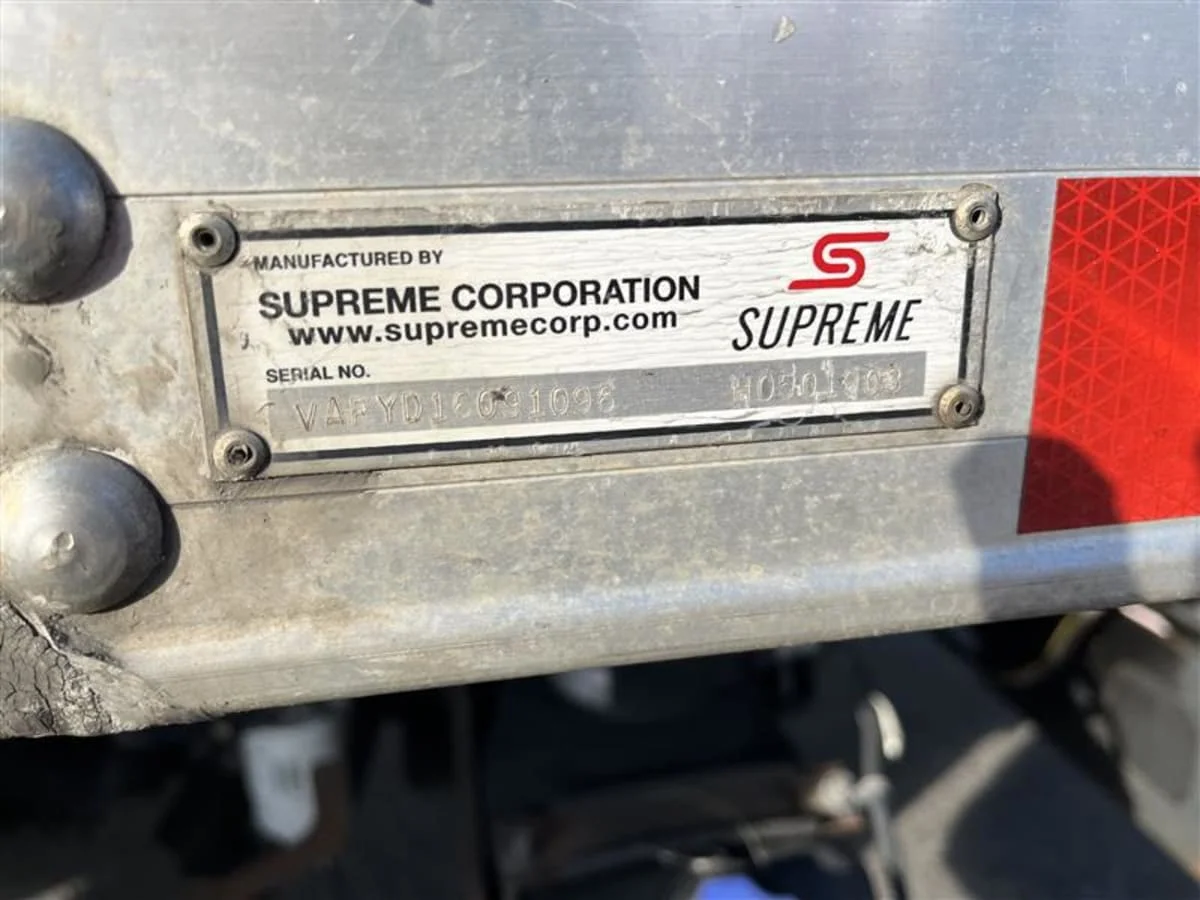 MANUFACTURED BY
SUPREME CORPORATION
www.supremecorp.com
SUPREME
SERIAL NO.